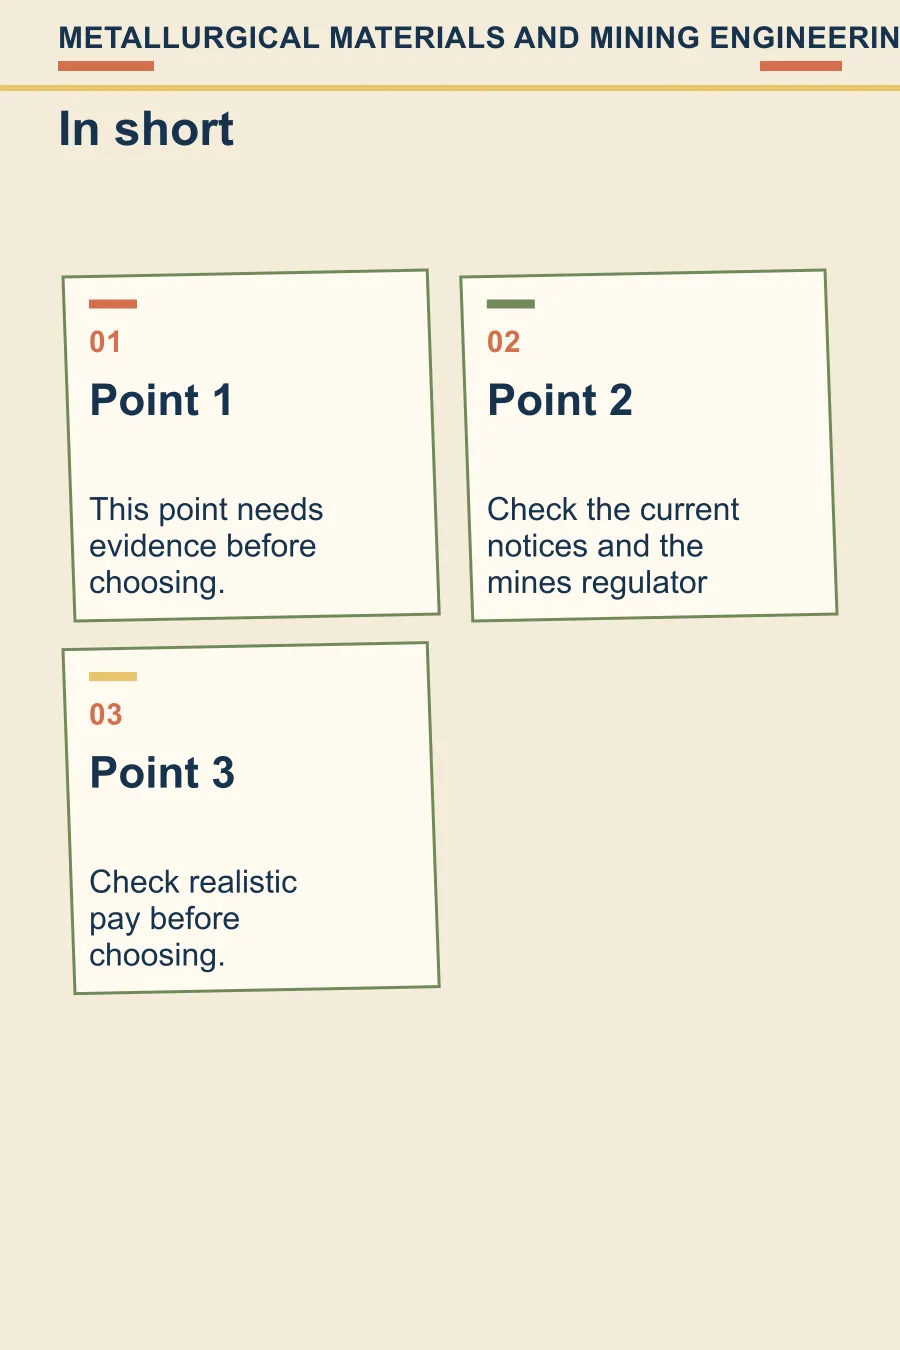 METALLURGICAL MATERIALS AND MINING ENGINEERIN
In short
01
Point 1
This point needs
evidence before
choosing.
02
Point 2
Check the current
notices and the
mines regulator
03
Point 3
Check realistic
pay before
choosing.